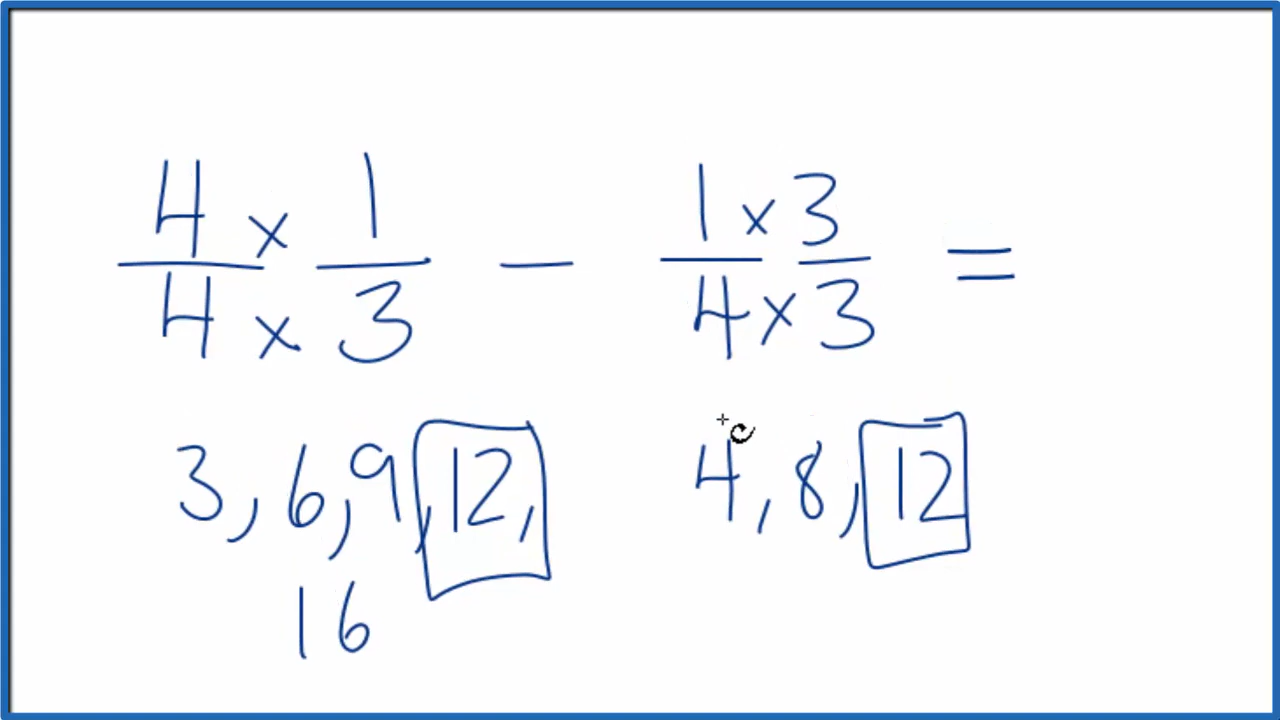 4 x 1 — 1 x 3 =
4 x 3 4 x 3
3, 6, 9, 12, 4, 8, 12
16